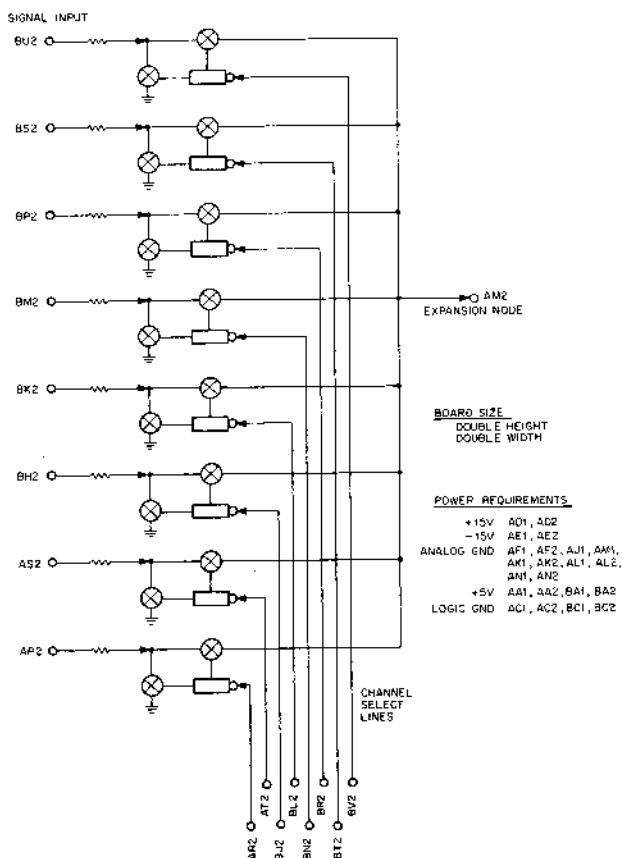 SIGNAL INPUT
BU2
BS2
BP2
BM2
AM2
EXPANSION NODE
BK2
BOARD SIZE
DOUBLE HEIGHT
DOUBLE WIDTH
BH2
POWER REQUIREMENTS
+15V AD1, AD2
-15V AE1, AE2
ANALOG GND AF1, AF2, AJ1,
AK1, AK2, AL1, AL2,
AN1, AN2
+5V AA1, AA2, BA1, BA2
LOGIC GND AC1, AC2, BC1, BC2
AS2
AP2
CHANNEL
SELECT
LINES
AT2
BL2
BR2
BV2
AR2
BJ2
BN2
BT2